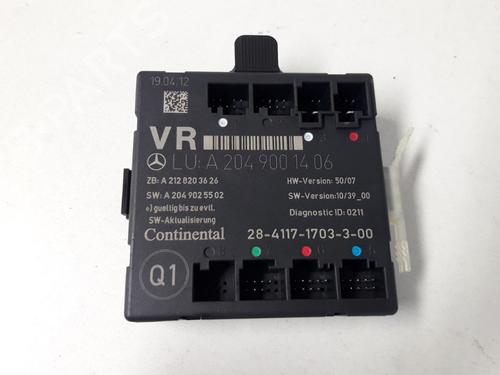 19.04.12
VR
LU: A 204 900 14 06
ZB: A 212 820 36 26
HW-Version: 50/07
SW: A 204 902 55 02
SW-Version: 10/39_00
*) gueltig bis zu evtl.
SW-Aktualisierung
Diagnostic ID: 0211
Continental
28-4117-1703-3-00
Q1